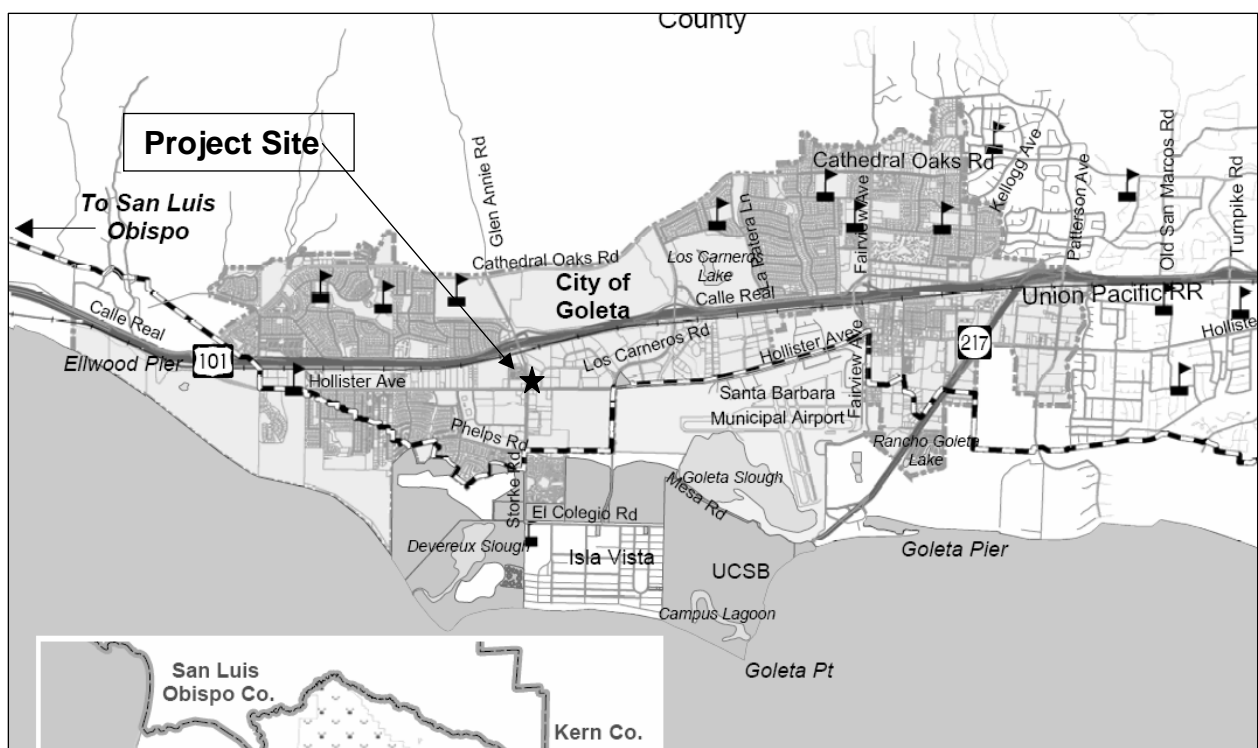 County
Project Site
To San Luis
Obispo
Glen Annie Rd
Cathedral Oaks Rd
Kellogg Ave
Patterson Ave
Old San Marcos Rd
Turnpike Rd
Cathedral Oaks Rd
City of
Goleta
Los Carneros
Lake
La Patera Ln
Fairview Ave
Calle Real
Union Pacific RR
Calle Real
Ellwood Pier
101
Hollister Ave
Los Carneros Rd
Hollister Ave
Fairview Ave
217
Holliste
Santa Barbara
Municipal Airport
Phelps Rd
Rancho Goleta
Lake
Storke Rd
Goleta Slough
Mesa Rd
El Colegio Rd
Devereux Slough
Isla Vista
UCSB
Goleta Pier
Campus Lagoon
Goleta Pt
San Luis
Obispo Co.
Kern Co.